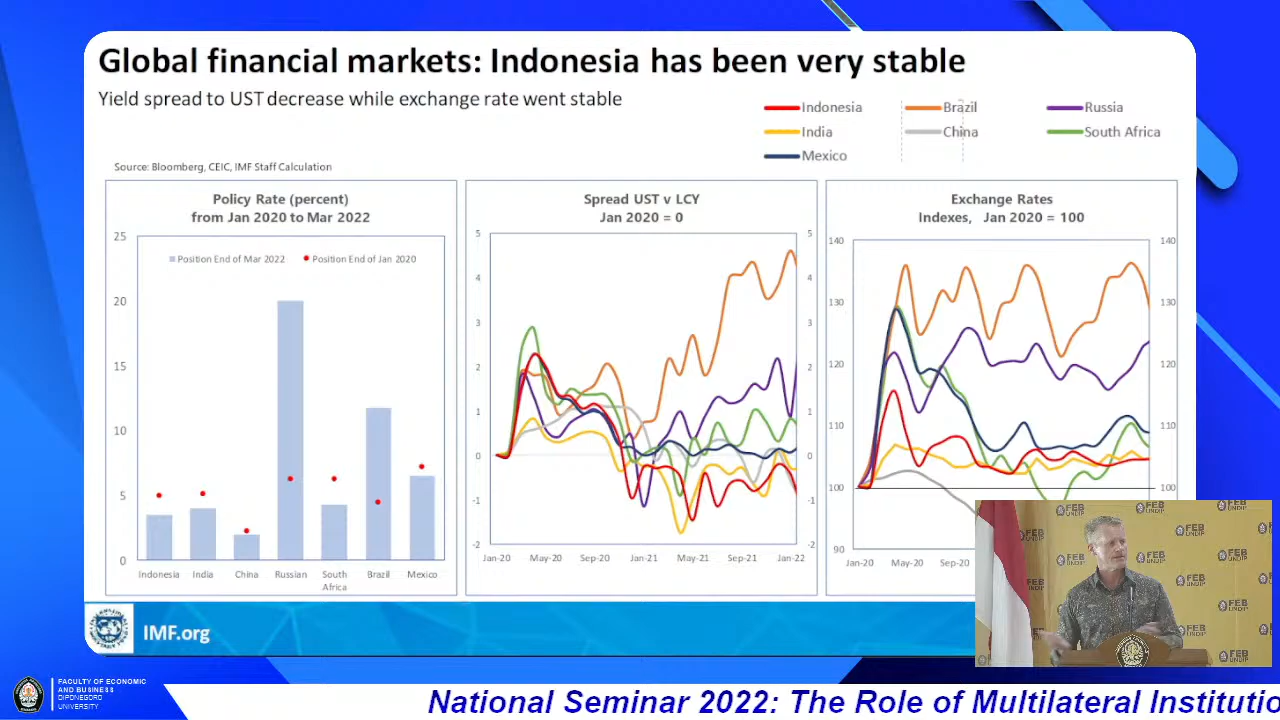 Global financial markets: Indonesia has been very stable
Yield spread to UST decrease while exchange rate went stable
Indonesia
Brazil
Russia
India
China
South Africa
Mexico
Source: Bloomberg, CEIC, IMF Staff Calculation
Policy Rate (percent)
from Jan 2020 to Mar 2022
25
Position End of Mar 2022
Position End of Jan 2020
20
15
10
5
0
Indonesia
India
China
Russian
South
Africa
Brazil
Mexico
Spread UST v LCY
Jan 2020 = 0
5
5
4
4
3
3
2
2
1
1
0
0
-1
-1
-2
-2
Jan-20
May-20
Sep-20
Jan-21
May-21
Sep-21
Jan-22
Exchange Rates
Indexes, Jan 2020 = 100
140
140
130
130
120
120
110
110
100
100
90
Jan-20
May-20
Sep-20
FEB
UNDIP
IMF.org
FACULTY OF ECONOMIC
AND BUSINESS
DIPONEGORO
UNIVERSITY
National Seminar 2022: The Role of Multilateral Institutio